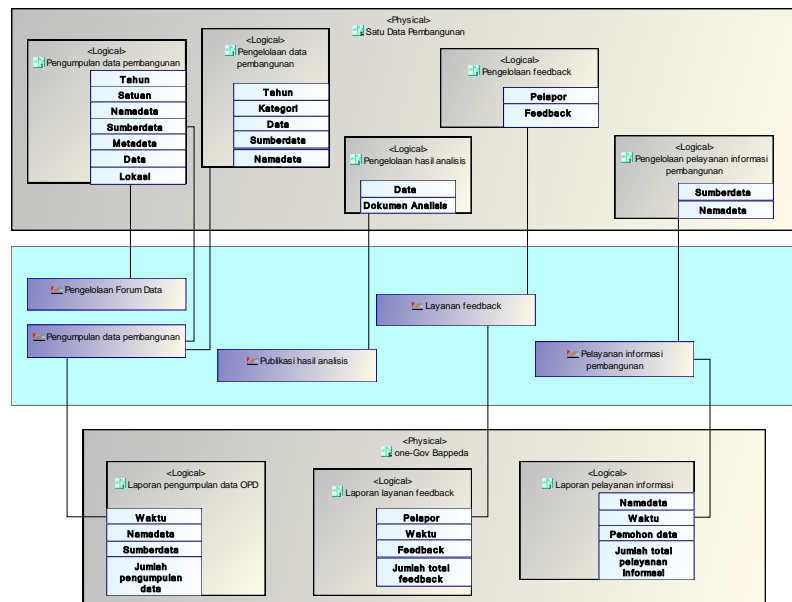 <Physical>
Satu Data Pembangunan
<Logical>
Pengumpulan data pembangunan
Tahun
Satuan
Namadata
Sumberdata
Metadata
Data
Lokasi
<Logical>
Pengelolaan data
pembangunan
Tahun
Kategori
Data
Sumberdata
Namadata
<Logical>
Pengelolaan hasil analisis
Data
Dokumen Analisis
<Logical>
Pengelolaan feedback
Pelapor
Feedback
<Logical>
Pengelolaan pelayanan informasi
pembangunan
Sumberdata
Namadata
Pengelolaan Forum Data
Pengumpulan data pembangunan
Publikasi hasil analisis
Layanan feedback
Pelayanan informasi
pembangunan
<Physical>
one-Gov Bappeda
<Logical>
Laporan pengumpulan data OPD
Waktu
Namadata
Sumberdata
Jumlah
pengumpulan
data
<Logical>
Laporan layanan feedback
Pelapor
Waktu
Feedback
Jumlah total
feedback
<Logical>
Laporan pelayanan informasi
Namadata
Waktu
Pemohon data
Jumlah total
pelayanan
informasi